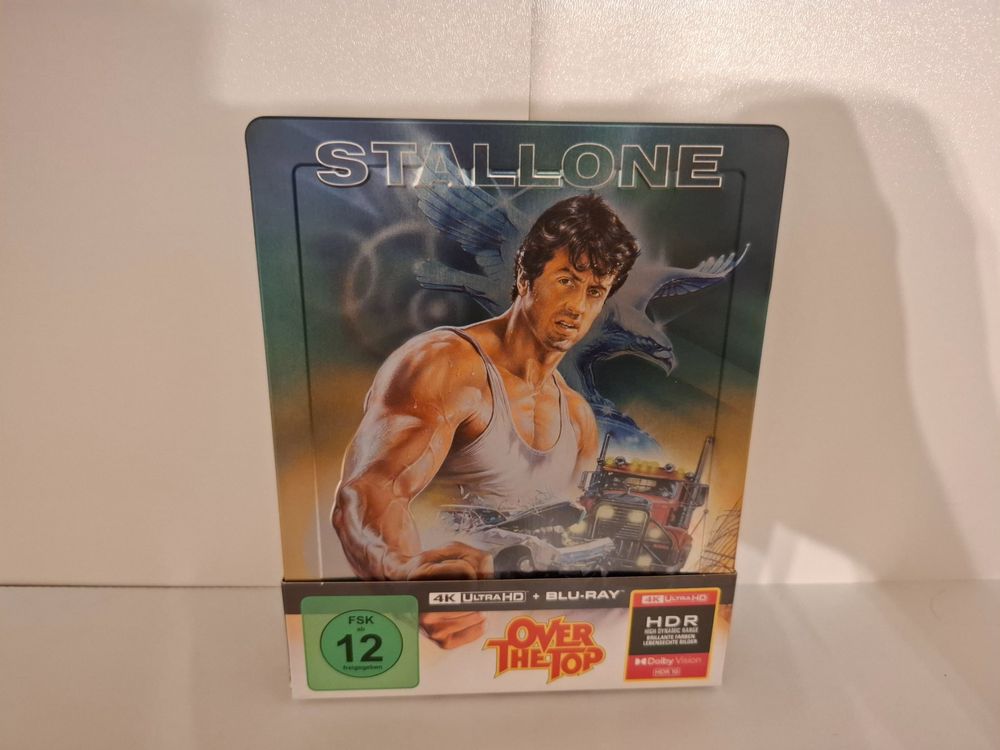 STALLONE
4K ULTRA HD + BLU-RAY™
FSK
ab
12
freigegeben
OVER
THE TOP
4K ULTRA HD
HDR
HIGH DYNAMIC RANGE
BRILLANTE FARBEN
LEBENSECHTE BILDER
Dolby Vision
HDR 10